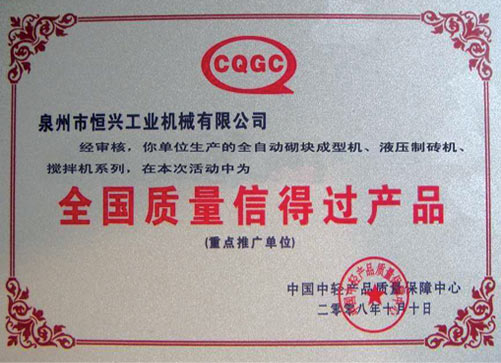 CQGC
泉州市恒兴工业机械有限公司
经审核，你单位生产的全自动砌块成型机、液压制砖机、
搅拌机系列，在本次活动中为
全国质量信得过产品
(重点推广单位)
中国中轻产品质量保障中心
二零零八年十月十日